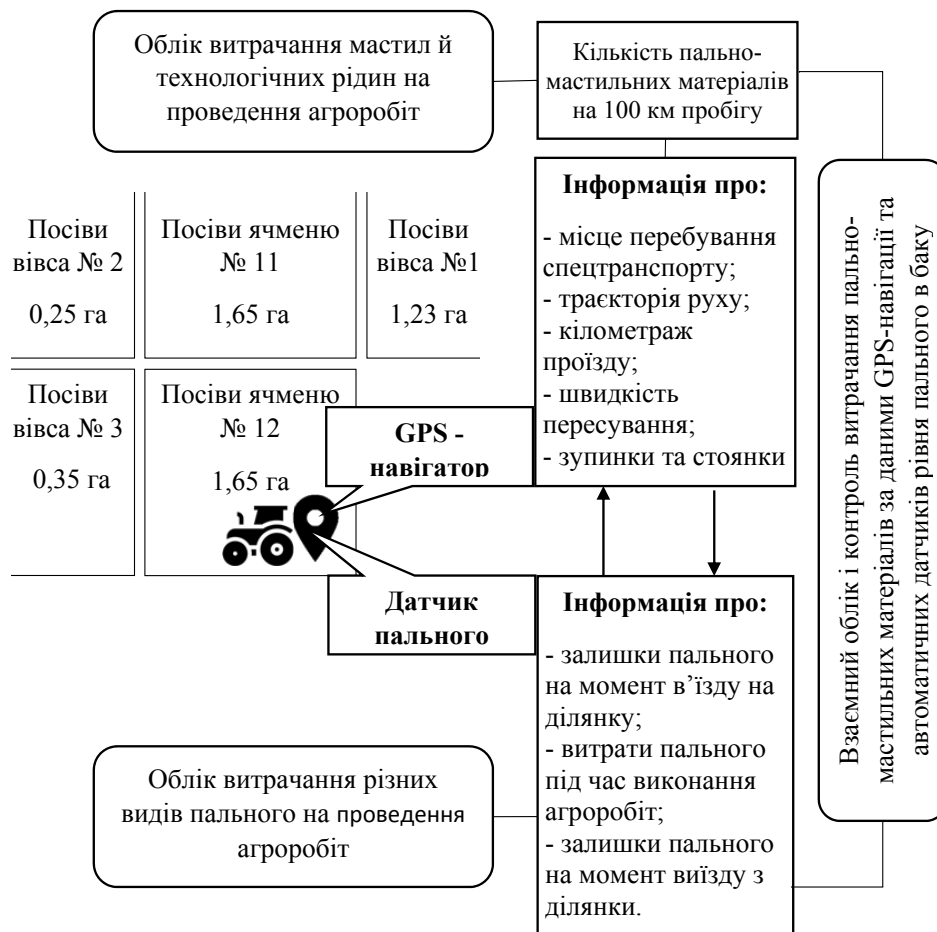 Облік витрачання мастил й
технологічних рідин на
проведення агроробіт
Кількість пально-
мастильних матеріалів
на 100 км пробігу
Інформація про:
- місце перебування
спецтранспорту;
- траєкторія руху;
- кілометраж
проїзду;
- швидкість
пересування;
- зупинки та стоянки
Посіви
вівса № 2
0,25 га
Посіви ячменю
№ 11
1,65 га
Посіви
вівса №1
1,23 га
Посіви
вівса № 3
0,35 га
Посіви ячменю
№ 12
1,65 га
GPS -
навігатор
Датчик
пального
Інформація про:
- залишки пального
на момент в’їзду на
ділянку;
- витрати пального
під час виконання
агроробіт;
- залишки пального
на момент виїзду з
ділянки.
Облік витрачання різних
видів пального на проведення
агроробіт
Взаємний облік і контроль витрачання пально-
мастильних матеріалів за даними GPS-навігації та
автоматичних датчиків рівня пального в баку